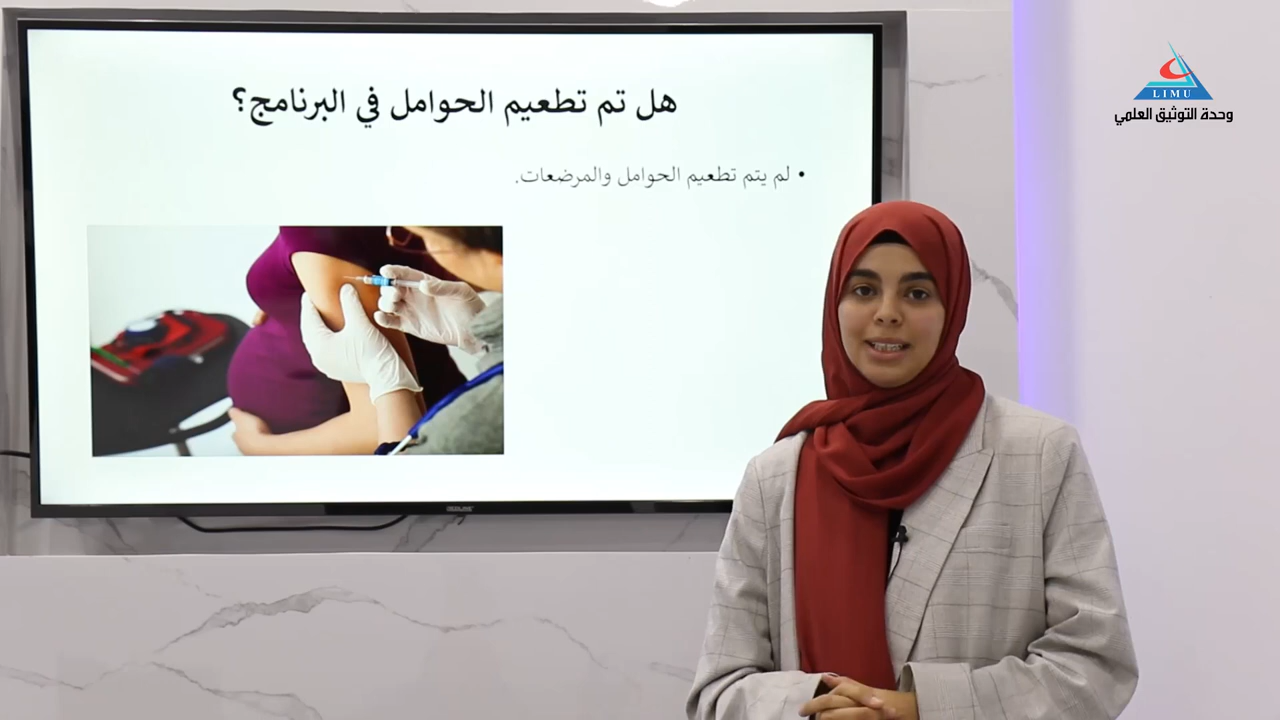 هل تم تطعيم الحوامل في البرنامج؟
• لم يتم تطعيم الحوامل والمرضعات.
LIMU
وحدة التوثيق العلمي